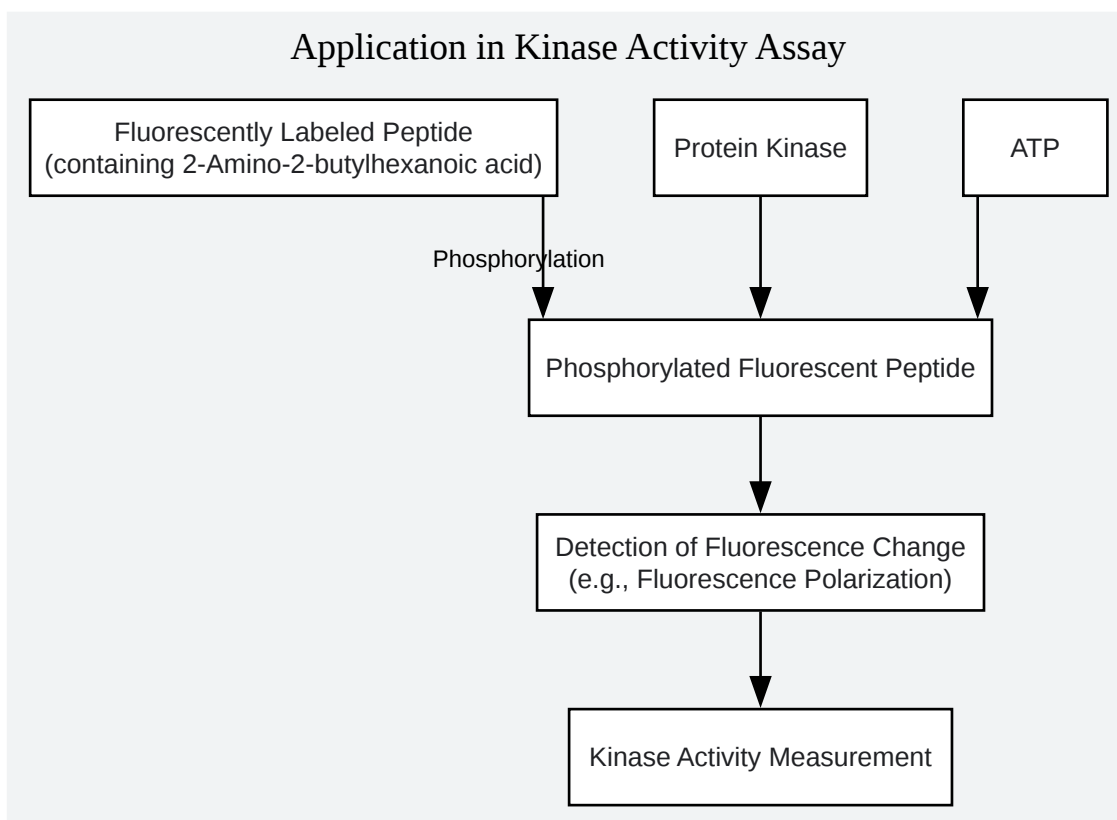 Application in Kinase Activity Assay
Fluorescently Labeled Peptide
(containing 2-Amino-2-butylhexanoic acid)
Protein Kinase
ATP
Phosphorylation
Phosphorylated Fluorescent Peptide
Detection of Fluorescence Change
(e.g., Fluorescence Polarization)
Kinase Activity Measurement